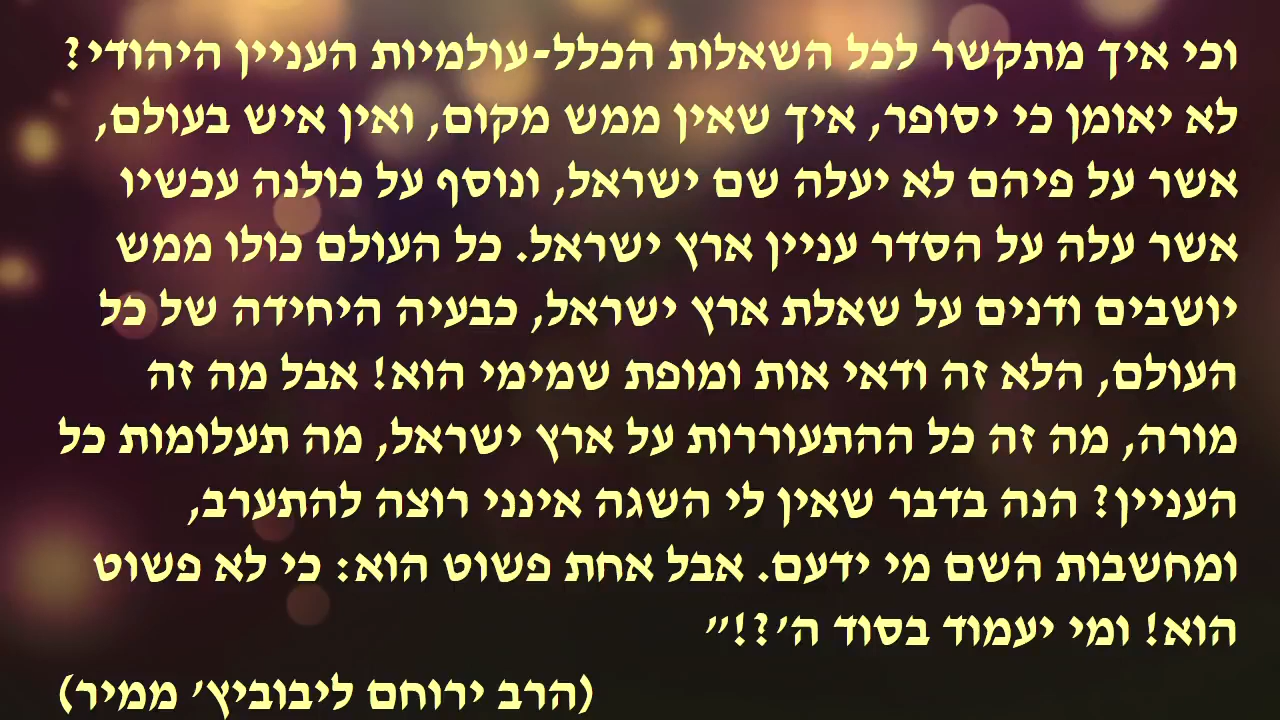 וכי איך מתקשר לכל השאלות הכלל-עולמיות העניין היהודי?
לא יאומן כי יסופר, איך שאין ממש מקום, ואין איש בעולם,
אשר על פיהם לא יעלה שם ישראל, ונוסף על כולנה עכשיו
אשר עלה על הסדר עניין ארץ ישראל. כל העולם כולו ממש
יושבים ודנים על שאלת ארץ ישראל, כבעיה היחידה של כל
העולם, הלא זה ודאי אות ומופת שמימי הוא! אבל מה זה
מורה, מה זה כל ההתעוררות על ארץ ישראל, מה תעלומות כל
העניין? הנה בדבר שאין לי השגה אינני רוצה להתערב,
ומחשבות השם מי ידעם. אבל אחת פשוט הוא: כי לא פשוט
הוא! ומי יעמוד בסוד ה׳?!״
(הרב ירוחם ליבוביץ׳ ממיר)